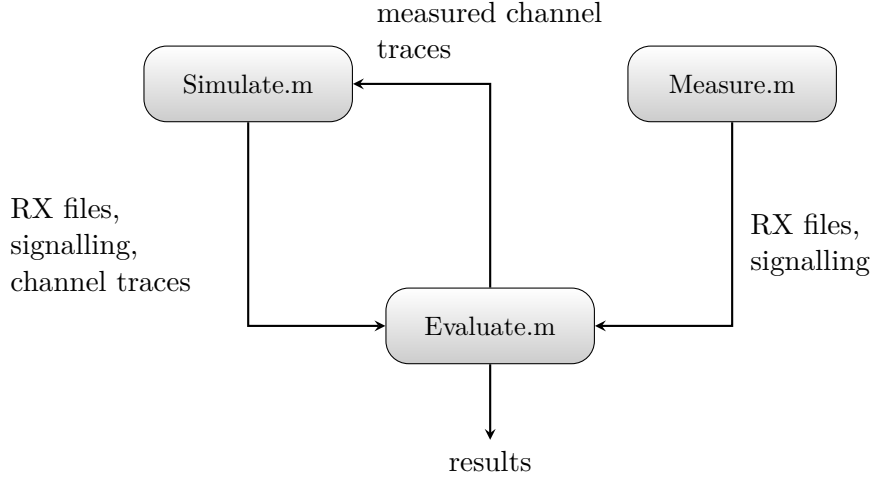 measured channel
traces
Simulate.m
Measure.m
RX files,
signalling,
channel traces
RX files,
signalling
Evaluate.m
results